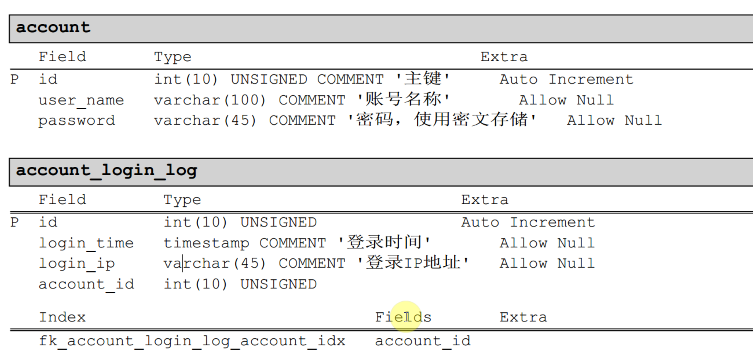 account
Field Type Extra
P id int(10) UNSIGNED COMMENT '主键' Auto Increment
user_name varchar(100) COMMENT '账号名称' Allow Null
password varchar(45) COMMENT '密码，使用密文存储' Allow Null
account_login_log
Field Type Extra
P id int(10) UNSIGNED Auto Increment
login_time timestamp COMMENT '登录时间' Allow Null
login_ip varchar(45) COMMENT '登录IP地址' Allow Null
account_id int(10) UNSIGNED
Index Fields Extra
fk_account_login_log_account_idx account_id